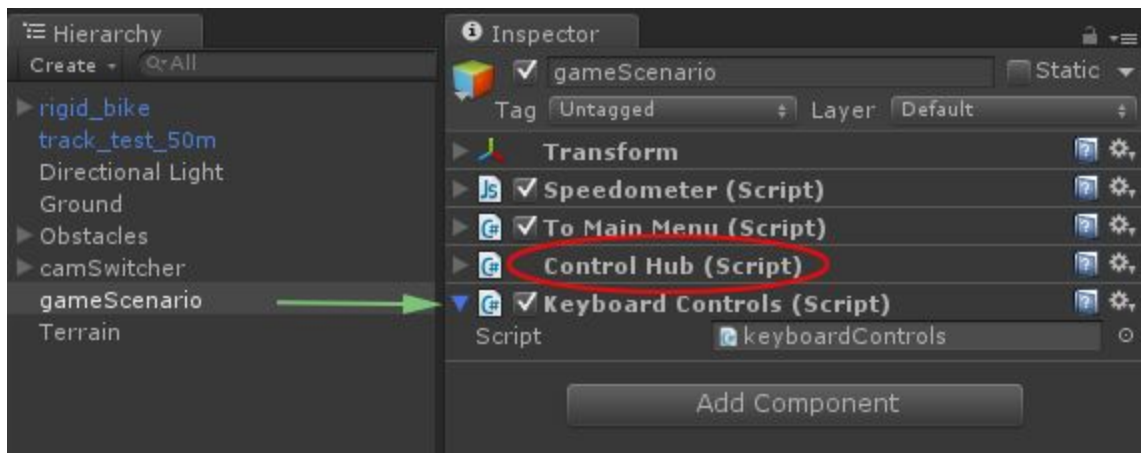 Hierarchy
Create All
rigid_bike
track_test_50m
Directional Light
Ground
Obstacles
camSwitcher
gameScenario
Terrain
Inspector
gameScenario Static
Tag Untagged Layer Default
Transform
Js Speedometer (Script)
C# To Main Menu (Script)
C# Control Hub (Script)
C# Keyboard Controls (Script)
Script keyboardControls
Add Component